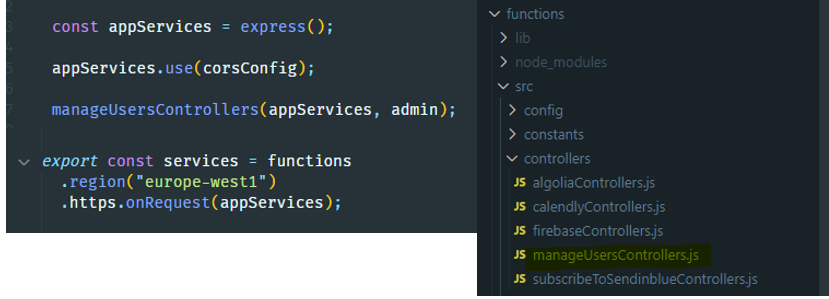 const appServices = express();
appServices.use(corsConfig);
manageUsersControllers(appServices, admin);
export const services = functions
.region("europe-west1")
.https.onRequest(appServices);
functions
lib
node_modules
src
config
constants
controllers
JS algoliaControllers.js
JS calendlyControllers.js
JS firebaseControllers.js
JS manageUsersControllers.js
JS subscribeToSendinblueControllers.js